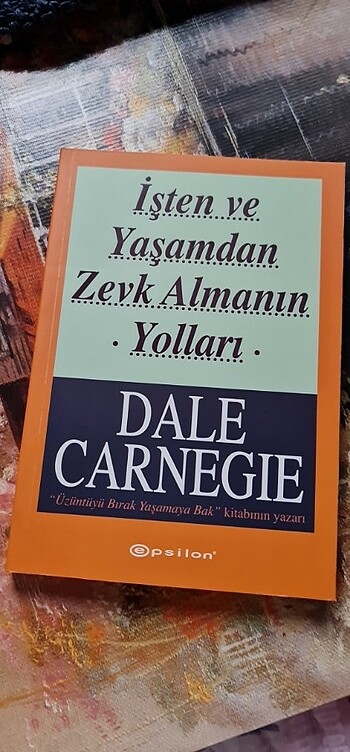 İşten ve
Yaşamdan
Zevk Almanın
· Yolları ·
DALE
CARNEGIE
"Üzüntüyü Bırak Yaşamaya Bak" kitabının yazarı
epsilon®